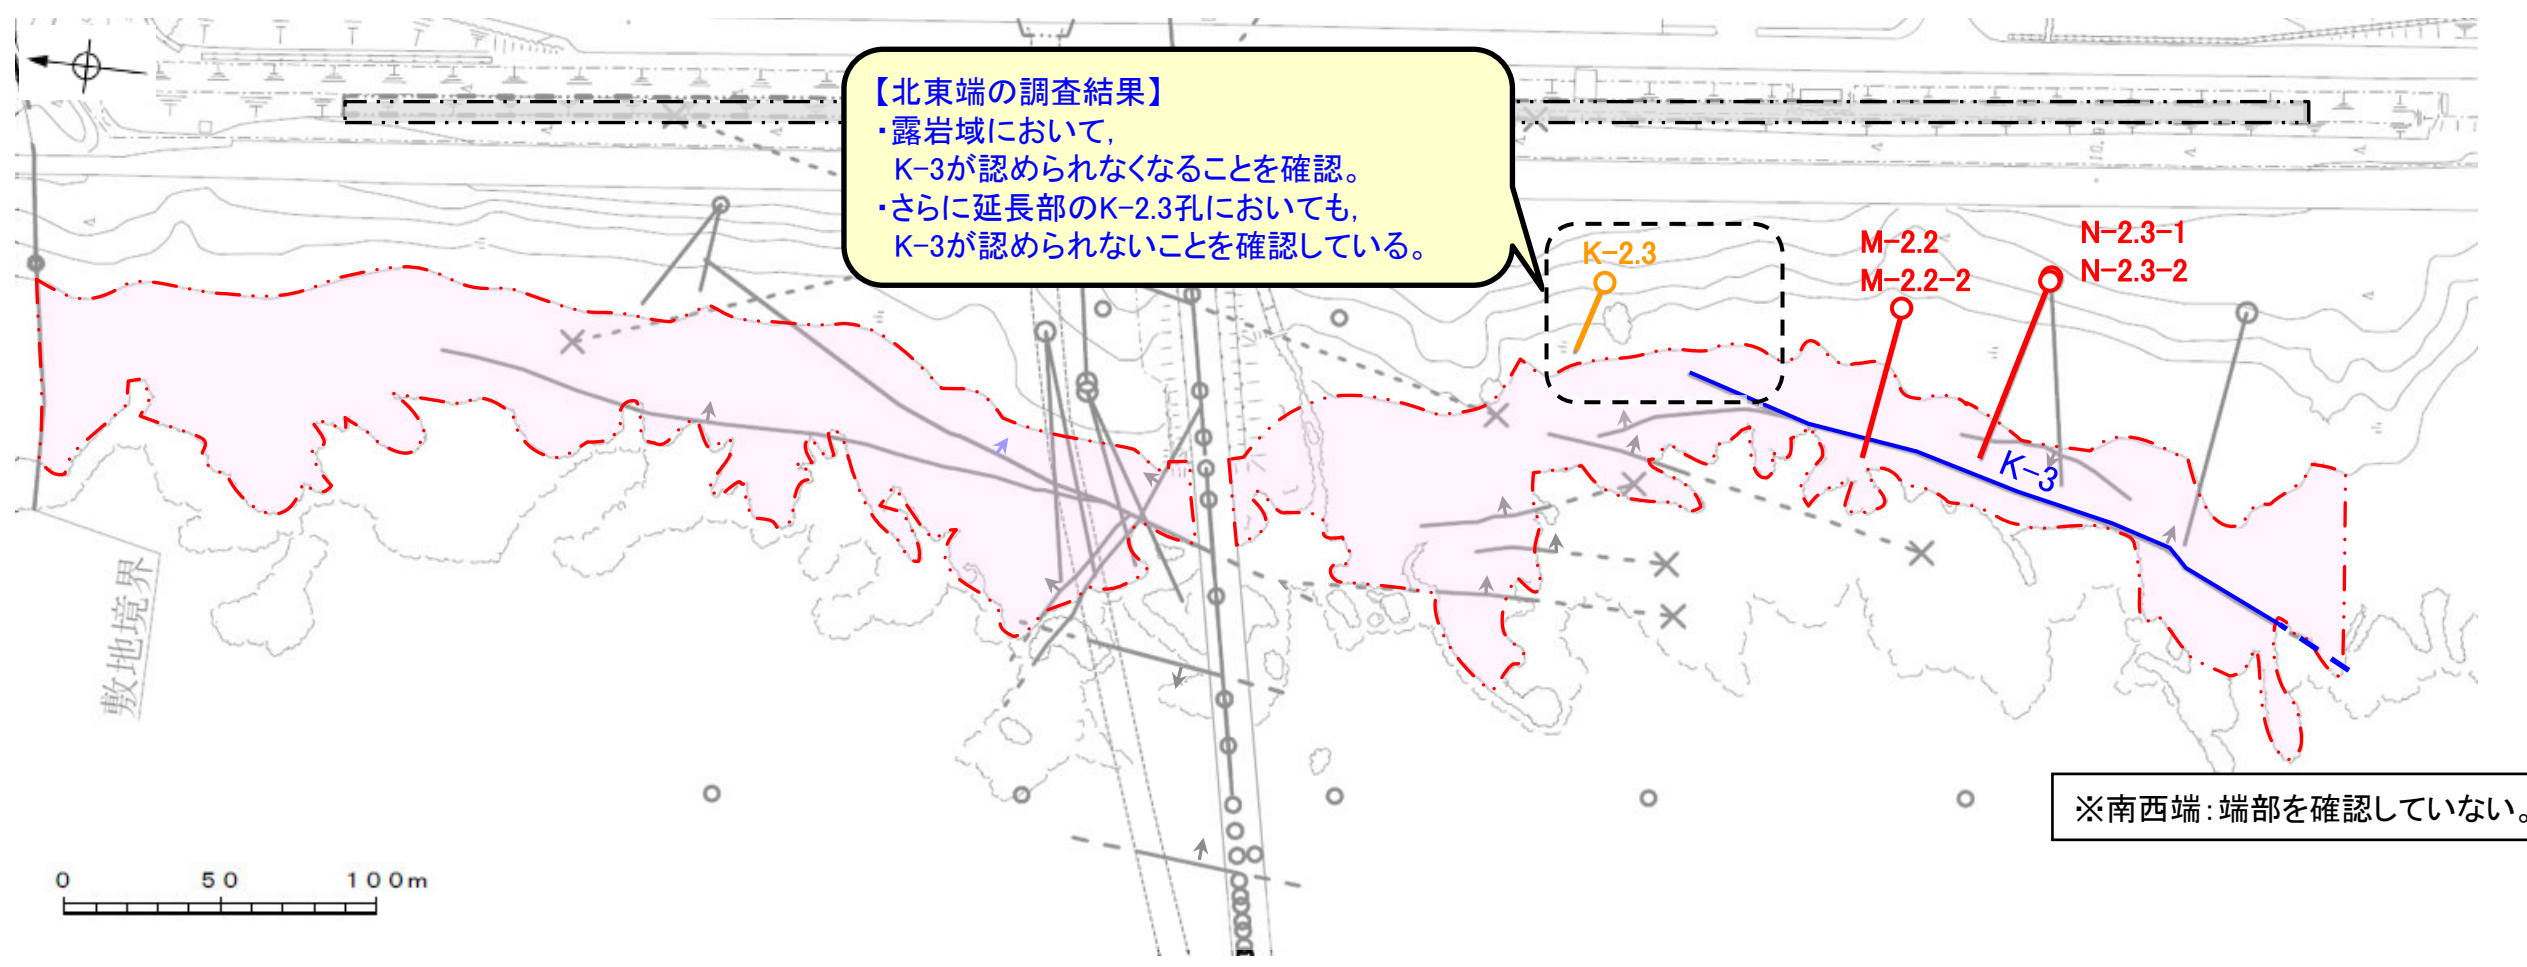 【北東端の調査結果】
・露岩域において,
K-3が認められなくなることを確認。
・さらに延長部のK-2.3孔においても,
K-3が認められないことを確認している。
K-2.3
M-2.2
M-2.2-2
N-2.3-1
N-2.3-2
K-3
敷地境界
※南西端:端部を確認していない。
0 50 100m